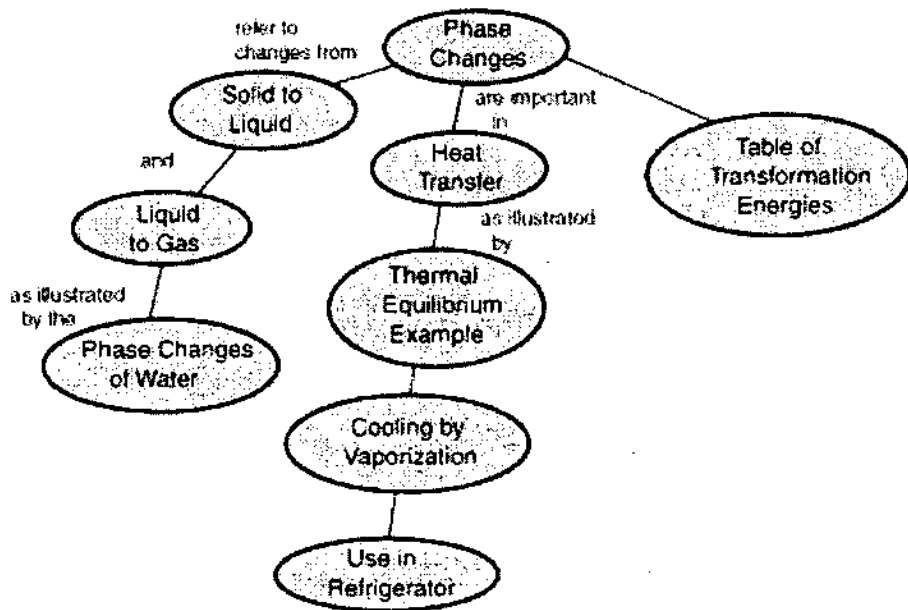 refer to
changes from
Phase
Changes
Solid to
Liquid
are important
in
and
Heat
Transfer
Table of
Transformation
Energies
Liquid
to Gas
as illustrated
by
as illustrated
by the
Thermal
Equilibrium
Example
Phase Changes
of Water
Cooling by
Vaporization
Use in
Refrigerator